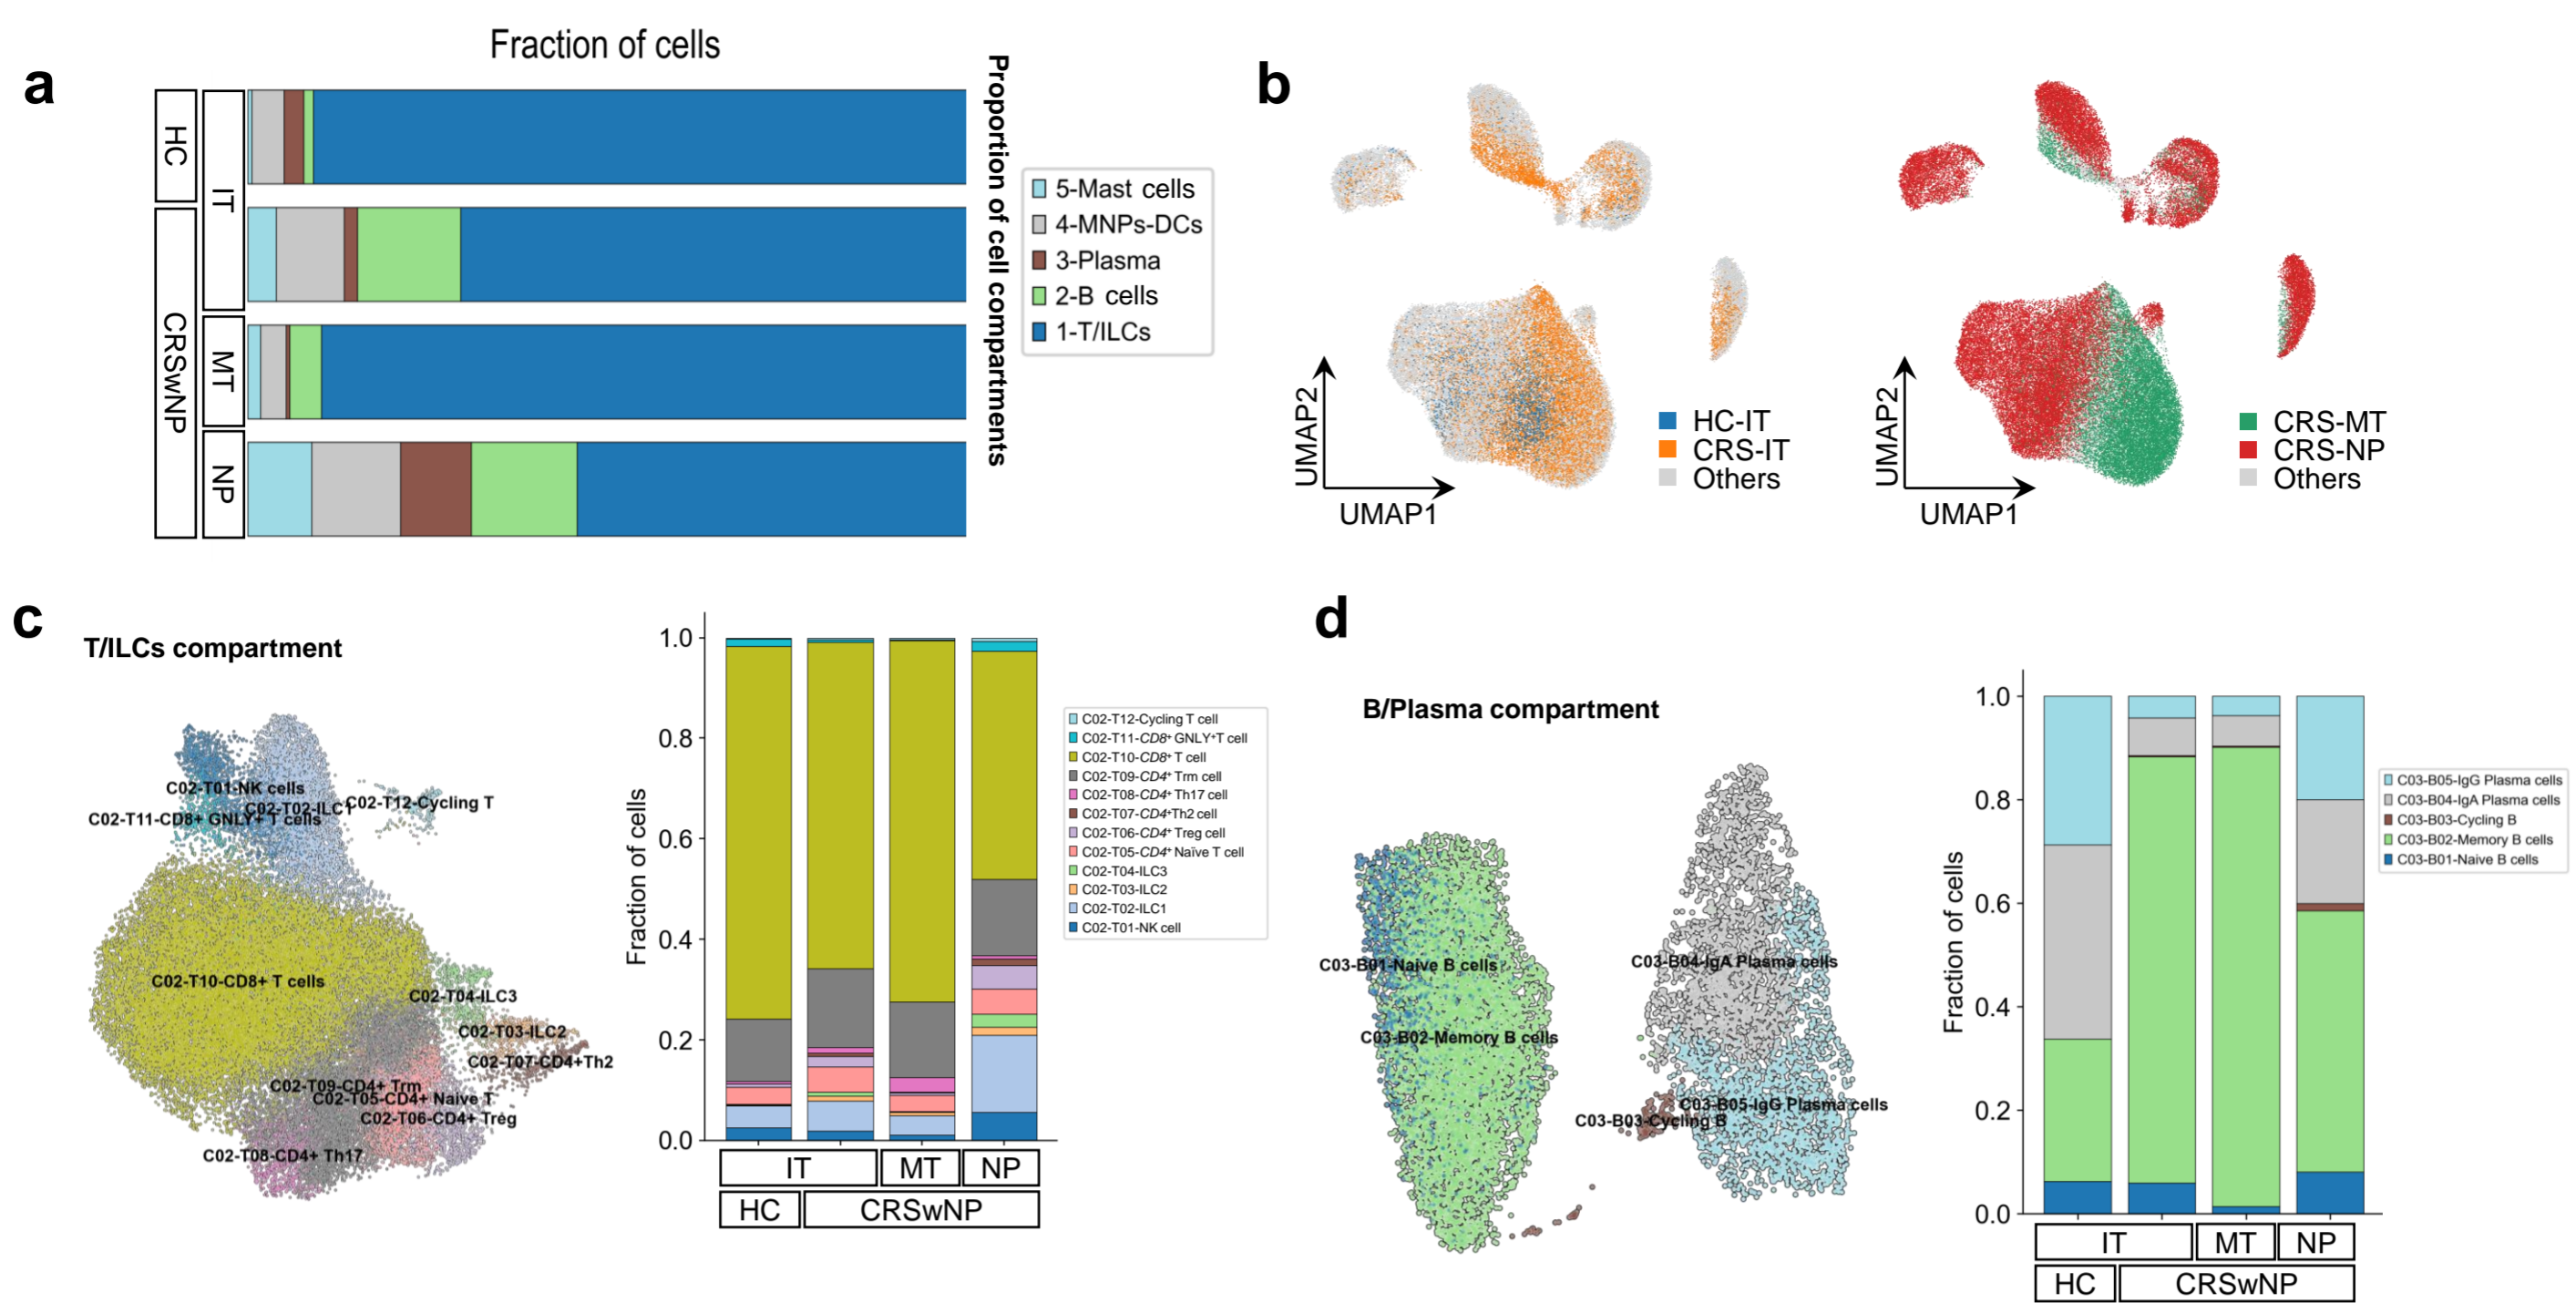 a
Fraction of cells
HC
IT
CRSwNP
MT
NP
Proportion of cell compartments
5-Mast cells
4-MNPs-DCs
3-Plasma
2-B cells
1-T/ILCs
b
UMAP2
UMAP1
HC-IT
CRS-IT
Others
UMAP2
UMAP1
CRS-MT
CRS-NP
Others
c
T/ILCs compartment
C02-T01-NK cells
C02-T02-ILC1
C02-T12-Cycling T
C02-T11-CD8+ GNLY+ T cells
C02-T10-CD8+ T cells
C02-T04-ILC3
C02-T03-ILC2
C02-T07-CD4+Th2
C02-T09-CD4+ Trm
C02-T05-CD4+ Naive T
C02-T06-CD4+ Treg
C02-T08-CD4+ Th17
Fraction of cells
1.0
0.8
0.6
0.4
0.2
0.0
IT
MT
NP
HC
CRSwNP
C02-T12-Cycling T cell
C02-T11-CD8⁺ GNLY⁺T cell
C02-T10-CD8⁺ T cell
C02-T09-CD4⁺ Trm cell
C02-T08-CD4⁺ Th17 cell
C02-T07-CD4⁺Th2 cell
C02-T06-CD4⁺ Treg cell
C02-T05-CD4⁺ Naïve T cell
C02-T04-ILC3
C02-T03-ILC2
C02-T02-ILC1
C02-T01-NK cell
d
B/Plasma compartment
C03-B01-Naive B cells
C03-B02-Memory B cells
C03-B04-IgA Plasma cells
C03-B05-IgG Plasma cells
C03-B03-Cycling B
Fraction of cells
1.0
0.8
0.6
0.4
0.2
0.0
IT
MT
NP
HC
CRSwNP
C03-B05-IgG Plasma cells
C03-B04-IgA Plasma cells
C03-B03-Cycling B
C03-B02-Memory B cells
C03-B01-Naive B cells